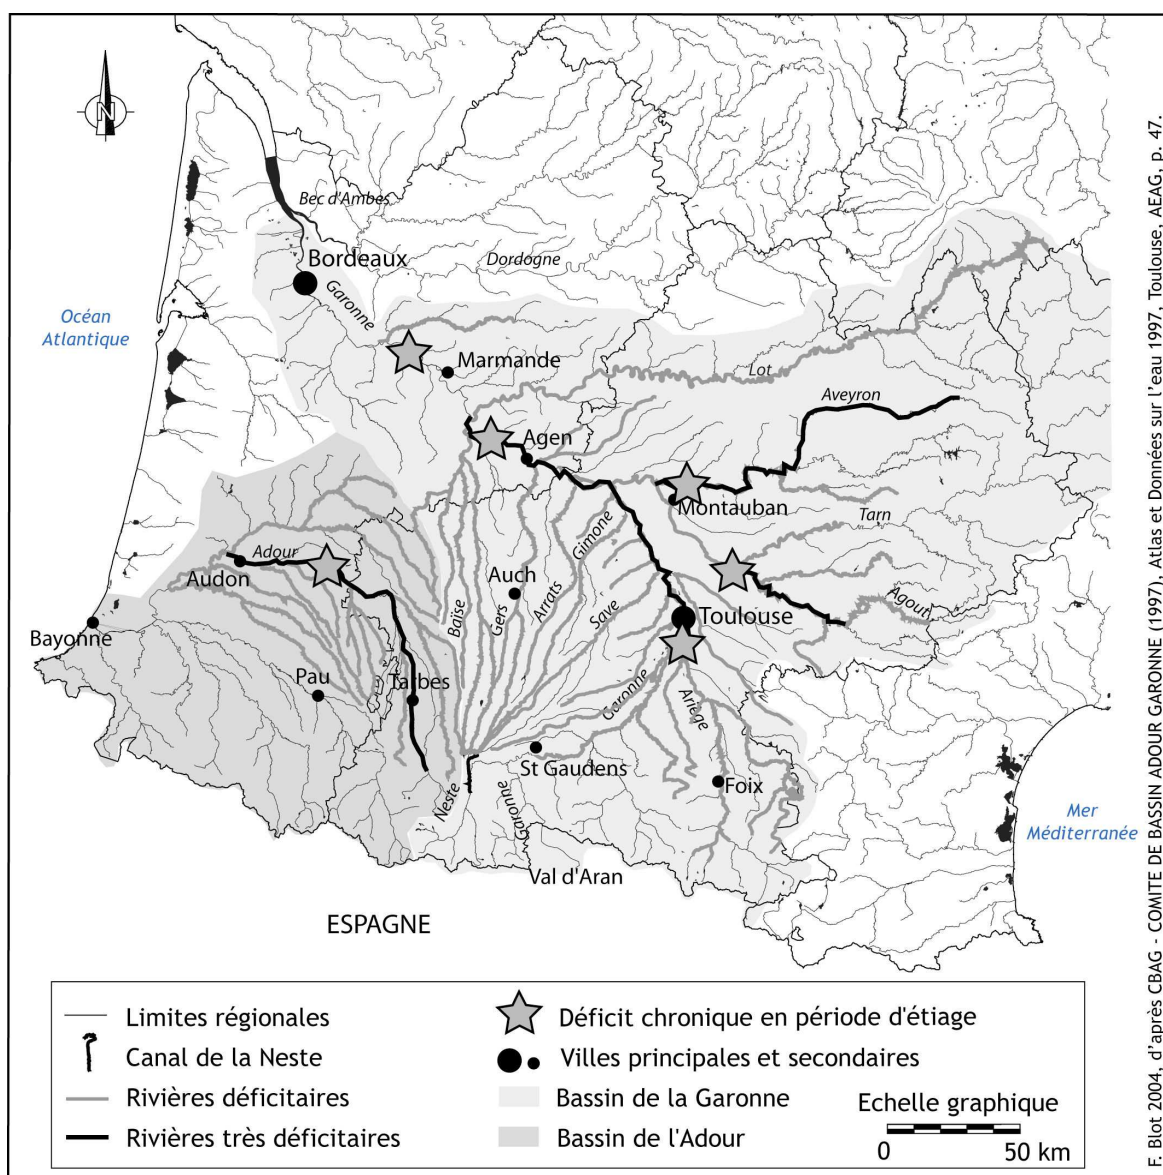 N
Bec d'Ambes
Bordeaux
Dordogne
Garonne
Océan
Atlantique
Marmande
Lot
Aveyron
Agen
Montauban
Tarn
Gimone
Adour
Audon
Auch
Baïse
Gers
Arrats
Save
Agout
Toulouse
Bayonne
Pau
Tarbes
Garonne
Ariège
St Gaudens
Foix
Neste
Garonne
Mer
Méditerranée
Val d'Aran
ESPAGNE
Limites régionales
Canal de la Neste
Rivières déficitaires
Rivières très déficitaires
Déficit chronique en période d'étiage
Villes principales et secondaires
Bassin de la Garonne
Bassin de l'Adour
Echelle graphique
0 50 km
F. Blot 2004, d'après CBAG - COMITE DE BASSIN ADOUR GARONNE (1997), Atlas et Données sur l'eau 1997, Toulouse, AEAG, p. 47.